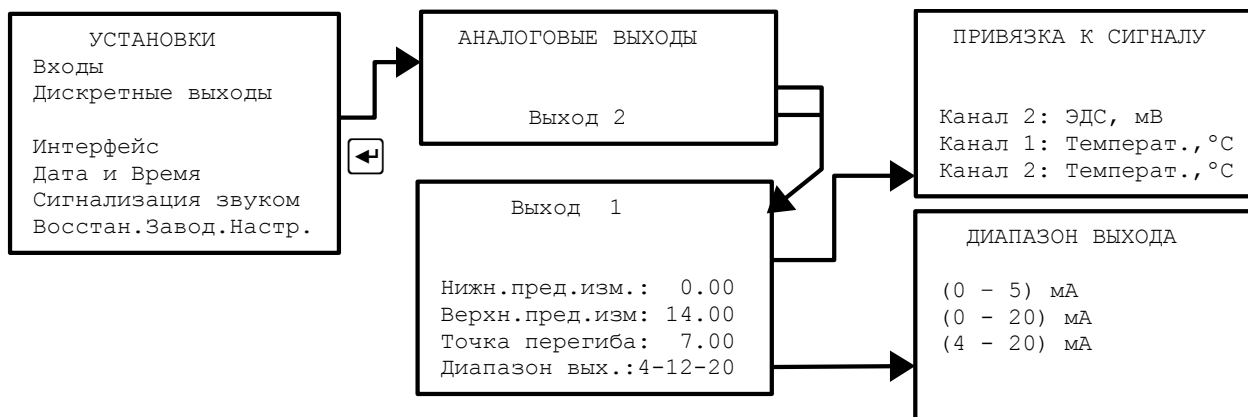 УСТАНОВКИ
Входы
Дискретные выходы
Интерфейс
Дата и Время
Сигнализация звуком
Восстан.Завод.Настр.
АНАЛОГОВЫЕ ВЫХОДЫ
Выход 2
Выход 1
Нижн.пред.изм.: 0.00
Верхн.пред.изм: 14.00
Точка перегиба: 7.00
Диапазон вых.:4-12-20
ПРИВЯЗКА К СИГНАЛУ
Канал 2: ЭДС, мВ
Канал 1: Температ.,°С
Канал 2: Температ.,°С
ДИАПАЗОН ВЫХОДА
(0 – 5) мА
(0 - 20) мА
(4 - 20) мА